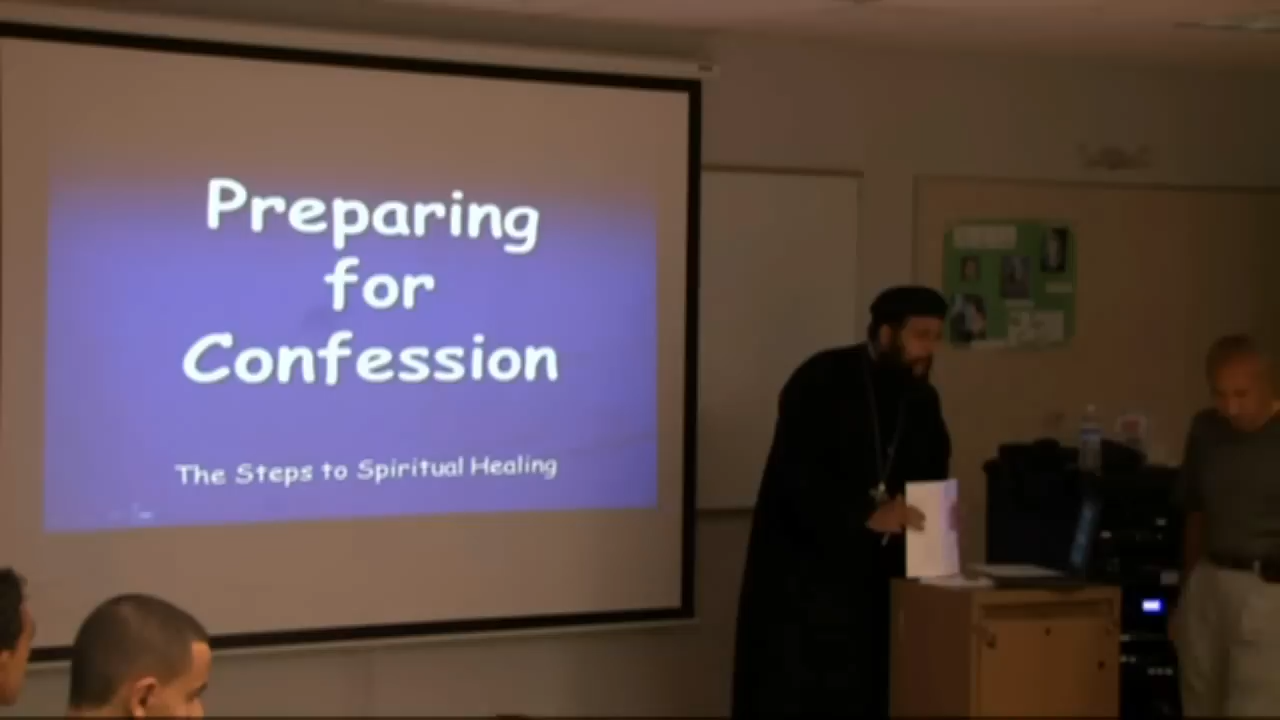 Preparing
for
Confession
The Steps to Spiritual Healing